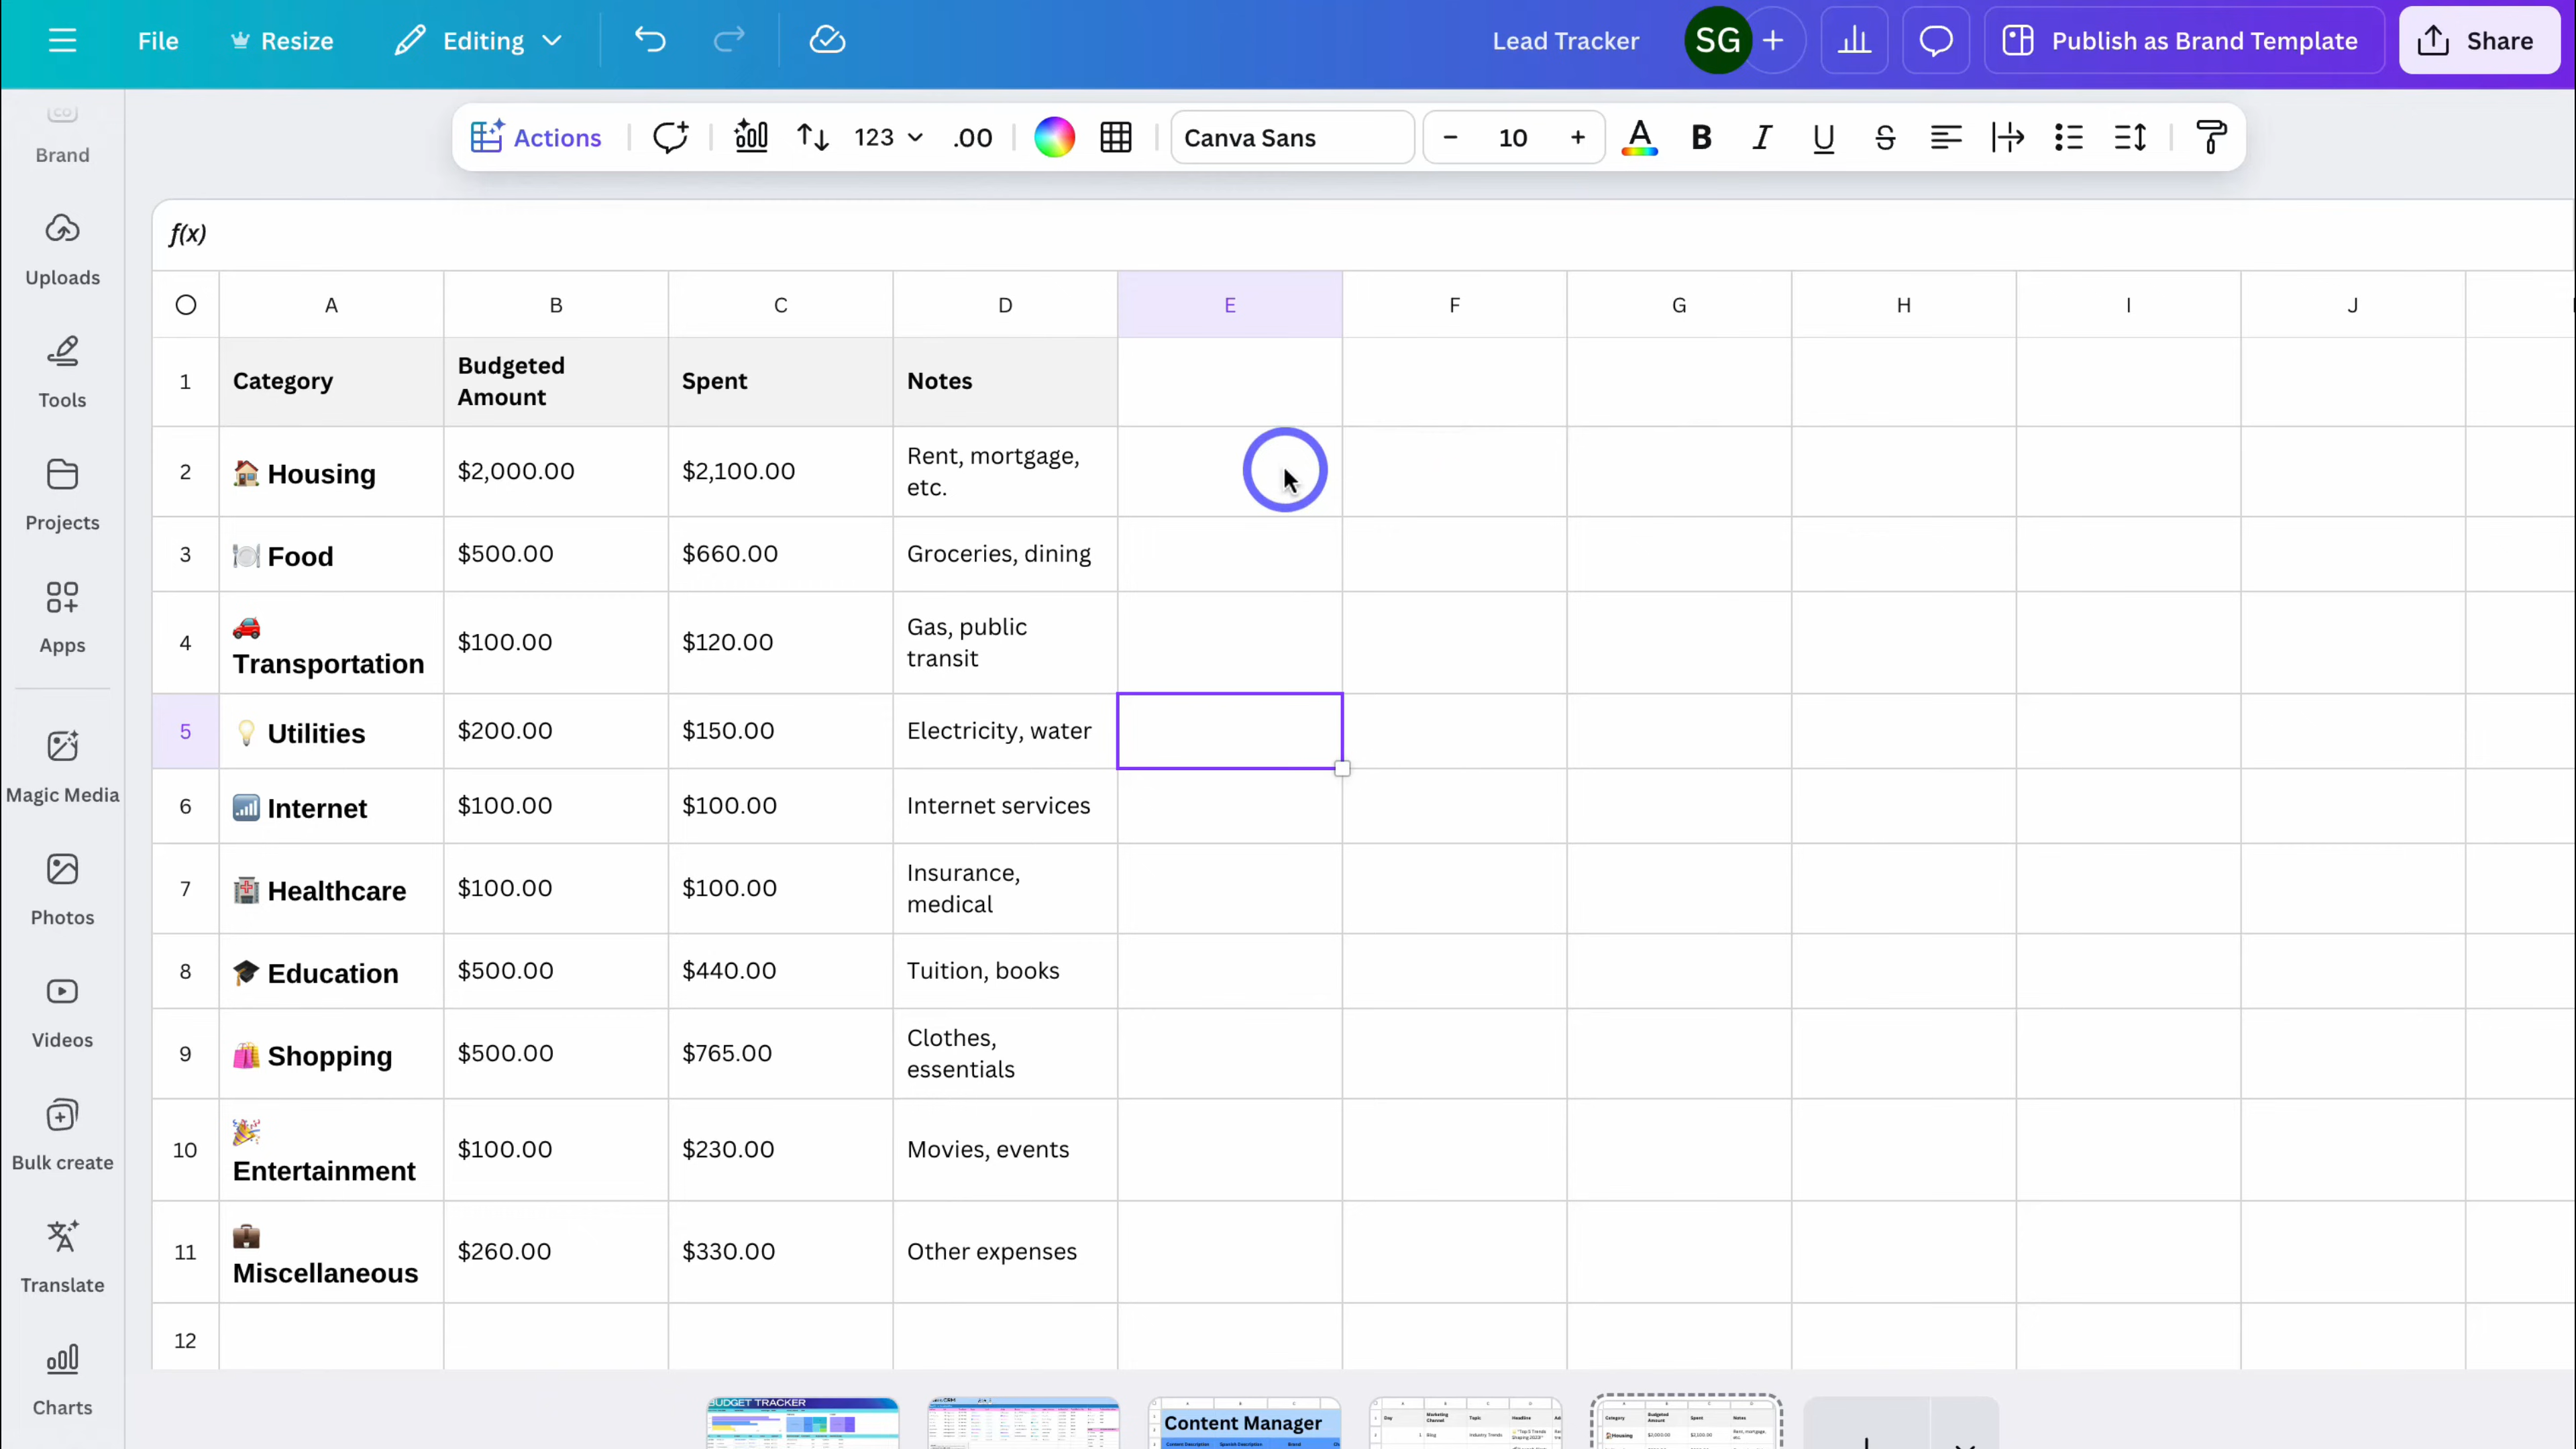 File
Resize
Editing
Lead Tracker
SG
Publish as Brand Template
Share
Brand
Uploads
Tools
Projects
Apps
Magic Media
Photos
Videos
Bulk create
Translate
Charts
Actions
123
.00
Canva Sans
10
A
B
I
U
S
f(x)
A B C D E F G H I J
1 Category Budgeted Amount Spent Notes
2 Housing $2,000.00 $2,100.00 Rent, mortgage, etc.
3 Food $500.00 $660.00 Groceries, dining
4 Transportation $100.00 $120.00 Gas, public transit
5 Utilities $200.00 $150.00 Electricity, water
6 Internet $100.00 $100.00 Internet services
7 Healthcare $100.00 $100.00 Insurance, medical
8 Education $500.00 $440.00 Tuition, books
9 Shopping $500.00 $765.00 Clothes, essentials
10 Entertainment $100.00 $230.00 Movies, events
11 Miscellaneous $260.00 $330.00 Other expenses
12
BUDGET TRACKER
Content Manager